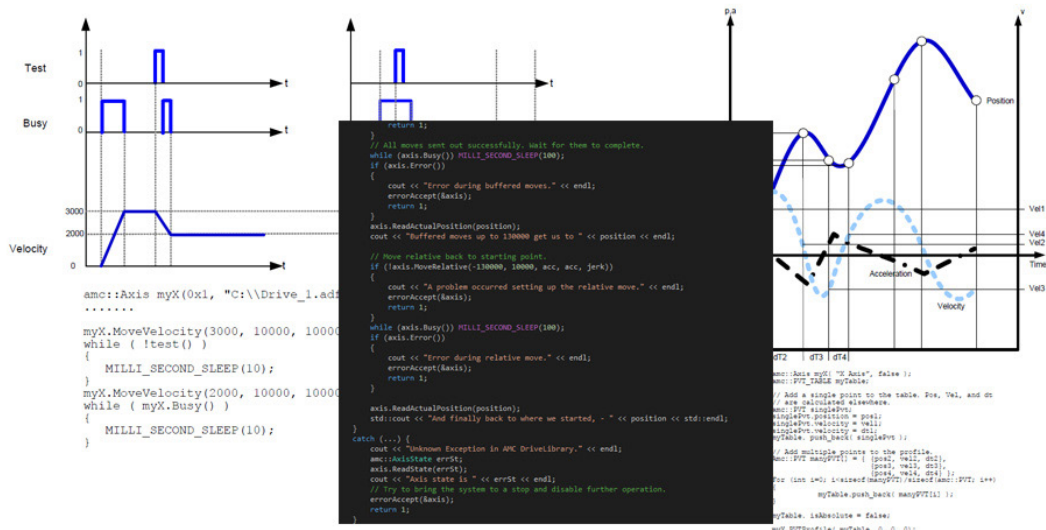 Test
1
0
t
Busy
1
0
t
Velocity
3000
2000
0
t
amc::Axis myX(0x1, "C:\\Drive_1.adf
.......
myX.MoveVelocity(3000, 10000, 10000
while ( !test() )
{
MILLI_SECOND_SLEEP(10);
}
myX.MoveVelocity(2000, 10000, 10000
while ( myX.Busy() )
{
MILLI_SECOND_SLEEP(10);
}
t
return 1;
}
// All moves sent out successfully. Wait for them to complete.
while (axis.Busy()) MILLI_SECOND_SLEEP(100);
if (axis.Error())
{
cout << "Error during buffered moves." << endl;
errorAccept(&axis);
return 1;
}
axis.ReadActualPosition(position);
cout << "Buffered moves up to 130000 get us to " << position << endl;
// Move relative back to starting point.
if (!axis.MoveRelative(-130000, 10000, acc, acc, jerk))
{
cout << "A problem occurred setting up the relative move." << endl;
errorAccept(&axis);
return 1;
}
while (axis.Busy()) MILLI_SECOND_SLEEP(100);
if (axis.Error())
{
cout << "Error during relative move." << endl;
errorAccept(&axis);
return 1;
}
axis.ReadActualPosition(position);
std::cout << "And finally back to where we started, - " << position << std::endl;
}
catch (...) {
cout << "Unknown Exception in AMC DriveLibrary." << endl;
amc::AxisState errSt;
axis.ReadState(errSt);
cout << "Axis state is " << errSt << endl;
// Try to bring the system to a stop and disable further operation.
errorAccept(&axis);
return 1;
}
p,a
v
Position
Vel1
Vel4
Vel2
Time
Acceleration
Vel3
Velocity
dT2
dT3
dT4
amc::Axis myX( "X Axis", false );
amc::PVT_TABLE myTable;
// Add a single point to the table. Pos, Vel, and dt
// are calculated elsewhere.
amc::PVT singlePvt;
singlePvt.position = pos1;
singlePvt.velocity = vel1;
singlePvt.velocity = dt1;
myTable. push_back( singlePvt );
// Add multiple points to the profile.
Amc::PVT manyPVT[] = { {pos2, vel2, dt2},
{pos3, vel3, dt3},
{pos4, vel4, dt4} };
For (int i=0; i<sizeof(manyPVT)/sizeof(amc::PVT; i++)
{
myTable.push_back( manyPVT[i] );
}
myTable. isAbsolute = false;
myX.PVTProfile( myTable, 0, 0, 0);